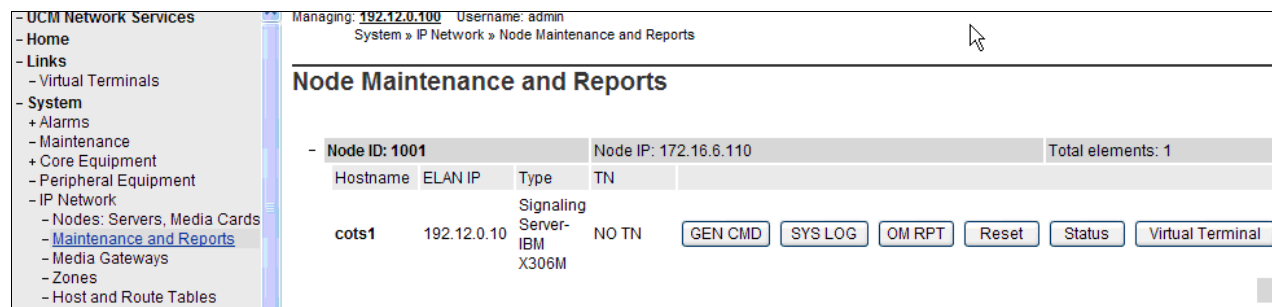 - UCM Network Services
- Home
- Links
- Virtual Terminals
- System
+ Alarms
- Maintenance
+ Core Equipment
- Peripheral Equipment
- IP Network
- Nodes: Servers, Media Cards
- Maintenance and Reports
- Media Gateways
- Zones
- Host and Route Tables
Managing: 192.12.0.100 Username: admin
System » IP Network » Node Maintenance and Reports
Node Maintenance and Reports
- Node ID: 1001 Node IP: 172.16.6.110 Total elements: 1
Hostname ELAN IP Type TN
cots1 192.12.0.10 Signaling Server- IBM X306M NO TN GEN CMD SYS LOG OM RPT Reset Status Virtual Terminal